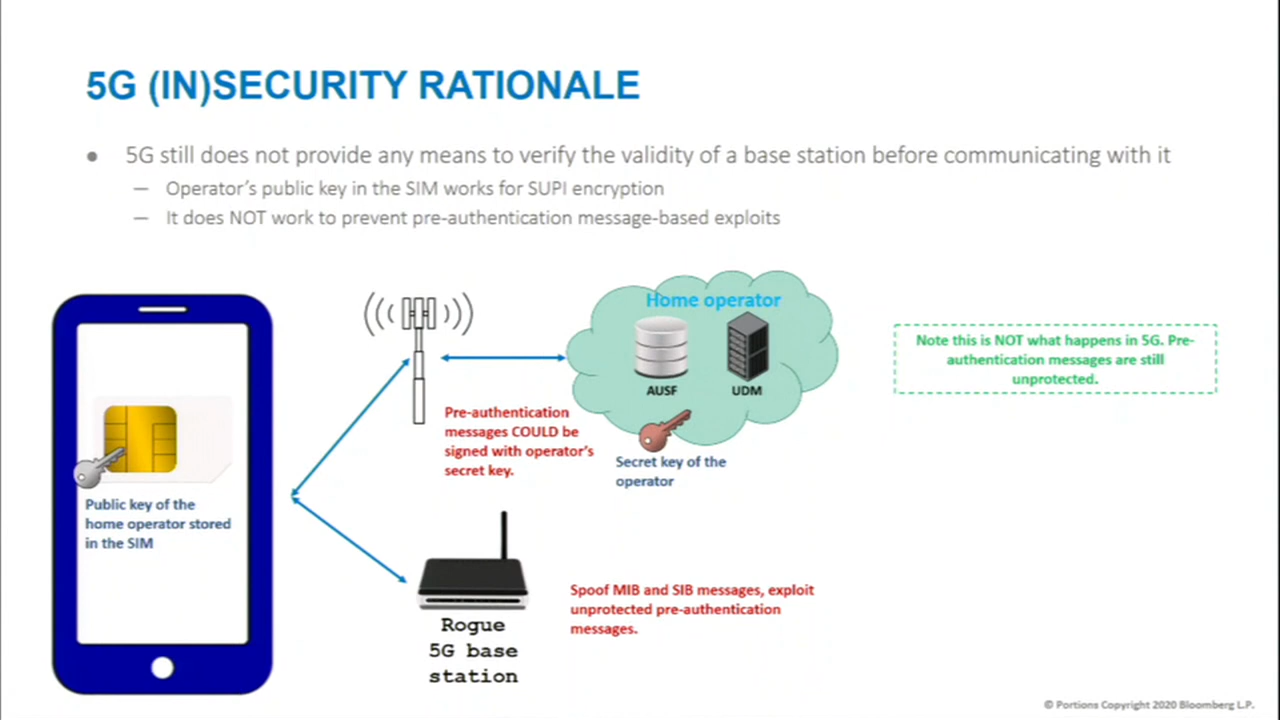 5G (IN)SECURITY RATIONALE
● 5G still does not provide any means to verify the validity of a base station before communicating with it
— Operator's public key in the SIM works for SUPI encryption
— It does NOT work to prevent pre-authentication message-based exploits
Public key of the
home operator stored
in the SIM
Pre-authentication
messages COULD be
signed with operator's
secret key.
Home operator
AUSF
UDM
Secret key of the
operator
Note this is NOT what happens in 5G. Pre-
authentication messages are still
unprotected.
Rogue
5G base
station
Spoof MIB and SIB messages, exploit
unprotected pre-authentication
messages.
© Portions Copyright 2020 Bloomberg L.P.